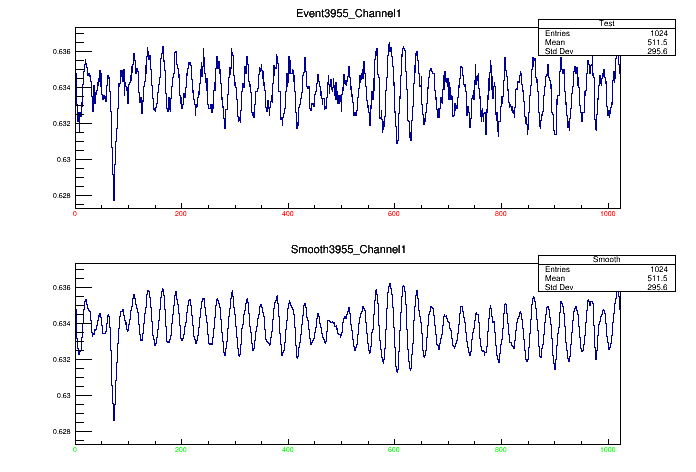 Event3955_Channel1
Test
Entries 1024
Mean 511.5
Std Dev 295.6
0.636
0.634
0.632
0.63
0.628
0 200 400 600 800 1000
Smooth3955_Channel1
Smooth
Entries 1024
Mean 511.5
Std Dev 295.6
0.636
0.634
0.632
0.63
0.628
0 200 400 600 800 1000